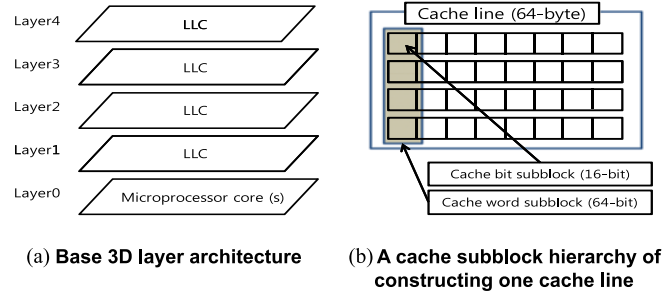 Layer4
LLC
Layer3
LLC
Layer2
LLC
Layer1
LLC
Layer0
Microprocessor core (s)
(a) Base 3D layer architecture
Cache line (64-byte)
Cache bit subblock (16-bit)
Cache word subblock (64-bit)
(b) A cache subblock hierarchy of
constructing one cache line